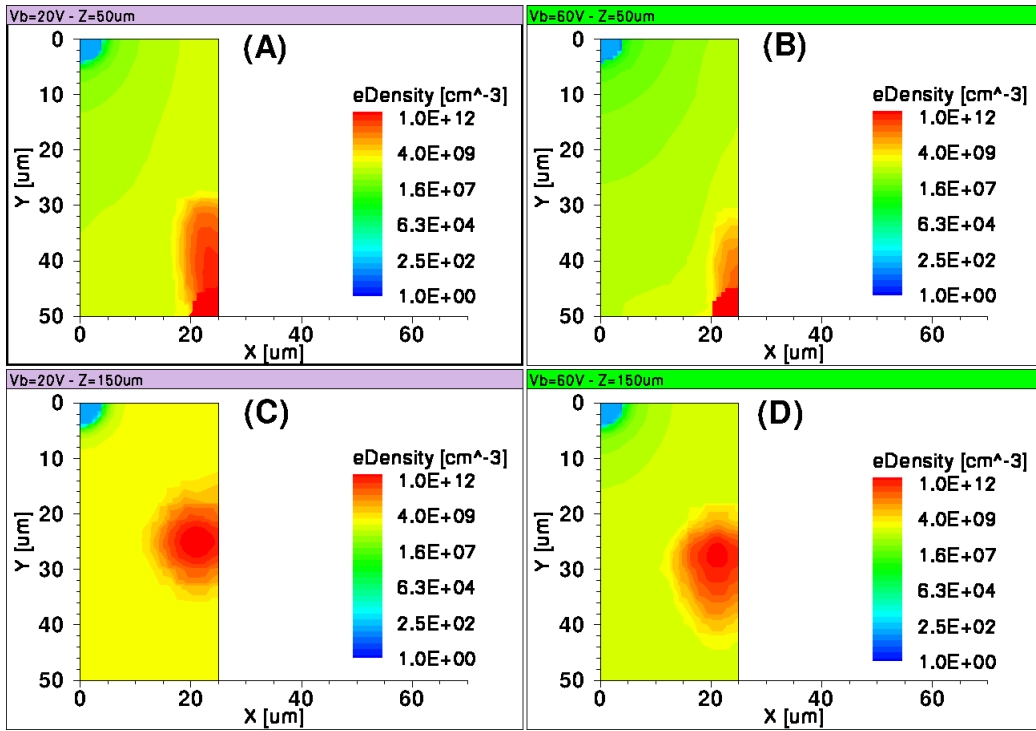 Vb=20V - Z=50um
(A)
eDensity [cm^-3]
1.0E+12
4.0E+09
1.6E+07
6.3E+04
2.5E+02
1.0E+00
Y [um]
0
10
20
30
40
50
0 20 40 60
X [um]
Vb=60V - Z=50um
(B)
eDensity [cm^-3]
1.0E+12
4.0E+09
1.6E+07
6.3E+04
2.5E+02
1.0E+00
Y [um]
0
10
20
30
40
50
0 20 40 60
X [um]
Vb=20V - Z=150um
(C)
eDensity [cm^-3]
1.0E+12
4.0E+09
1.6E+07
6.3E+04
2.5E+02
1.0E+00
Y [um]
0
10
20
30
40
50
0 20 40 60
X [um]
Vb=60V - Z=150um
(D)
eDensity [cm^-3]
1.0E+12
4.0E+09
1.6E+07
6.3E+04
2.5E+02
1.0E+00
Y [um]
0
10
20
30
40
50
0 20 40 60
X [um]